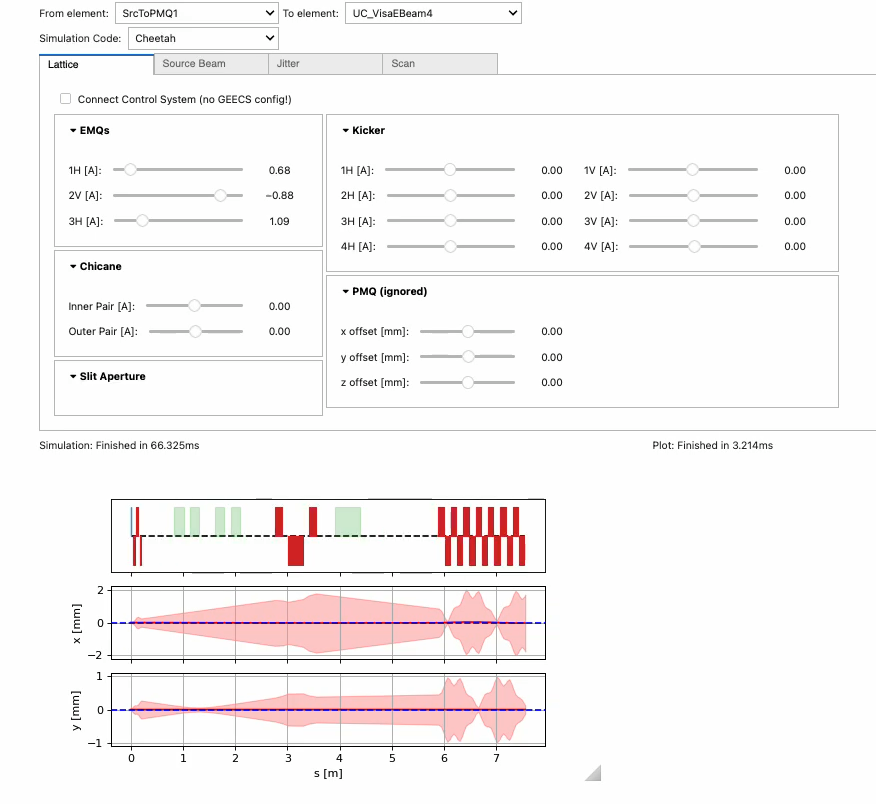 From element: SrcToPMQ1 To element: UC_VisaEBeam4
Simulation Code: Cheetah
Lattice Source Beam Jitter Scan
Connect Control System (no GEECS config!)
EMQs
1H [A]: 0.68
2V [A]: −0.88
3H [A]: 1.09
Chicane
Inner Pair [A]: 0.00
Outer Pair [A]: 0.00
Slit Aperture
Kicker
1H [A]: 0.00 1V [A]: 0.00
2H [A]: 0.00 2V [A]: 0.00
3H [A]: 0.00 3V [A]: 0.00
4H [A]: 0.00 4V [A]: 0.00
PMQ (ignored)
x offset [mm]: 0.00
y offset [mm]: 0.00
z offset [mm]: 0.00
Simulation: Finished in 66.325ms Plot: Finished in 3.214ms
x [mm]
2
0
−2
y [mm]
1
0
−1
0 1 2 3 4 5 6 7
s [m]